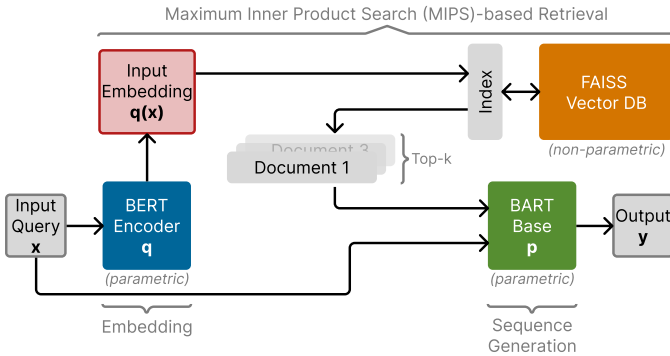 Maximum Inner Product Search (MIPS)-based Retrieval
Input
Embedding
q(x)
Index
FAISS
Vector DB
(non-parametric)
Document 3
Document 1
Top-k
Input
Query
x
BERT
Encoder
q
(parametric)
Embedding
BART
Base
p
(parametric)
Sequence
Generation
Output
y